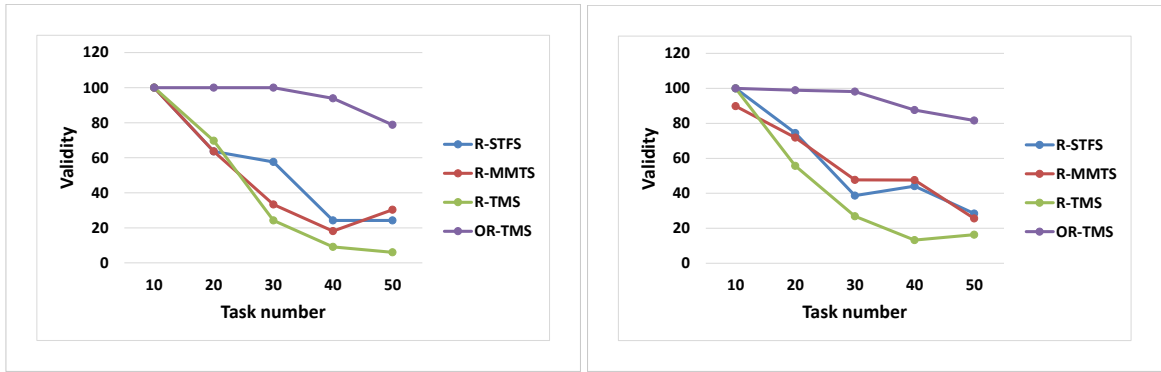 120
100
80
60
40
20
0
Validity
10 20 30 40 50
Task number
R-STFS
R-MMTS
R-TMS
OR-TMS
120
100
80
60
40
20
0
Validity
10 20 30 40 50
Task number
R-STFS
R-MMTS
R-TMS
OR-TMS